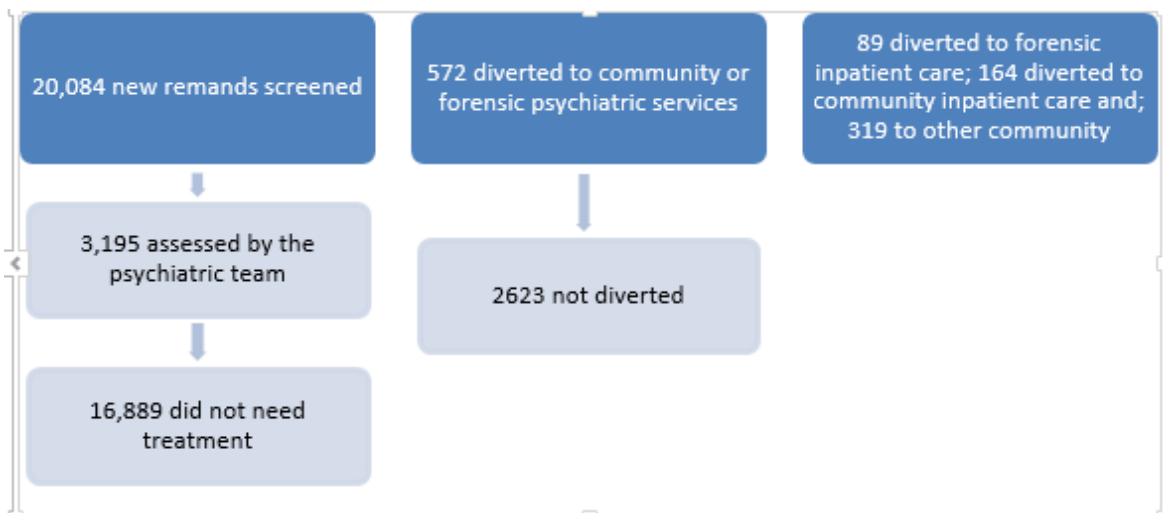 20,084 new remands screened
3,195 assessed by the
psychiatric team
16,889 did not need
treatment
572 diverted to community or
forensic psychiatric services
2623 not diverted
89 diverted to forensic
inpatient care; 164 diverted to
community inpatient care and;
319 to other community